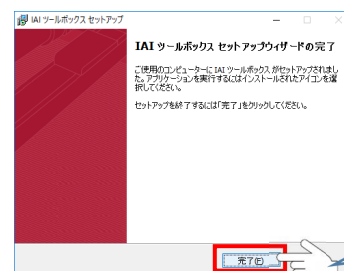 IAI ツールボックス セットアップ
IAI ツールボックス セットアップウィザードの完了
ご使用のコンピューターに IAI ツールボックス がセットアップされまし
た。アプリケーションを実行するにはインストールされたアイコンを選
択してください。
セットアップを終了するには「完了」をクリックしてください。
完了(F)